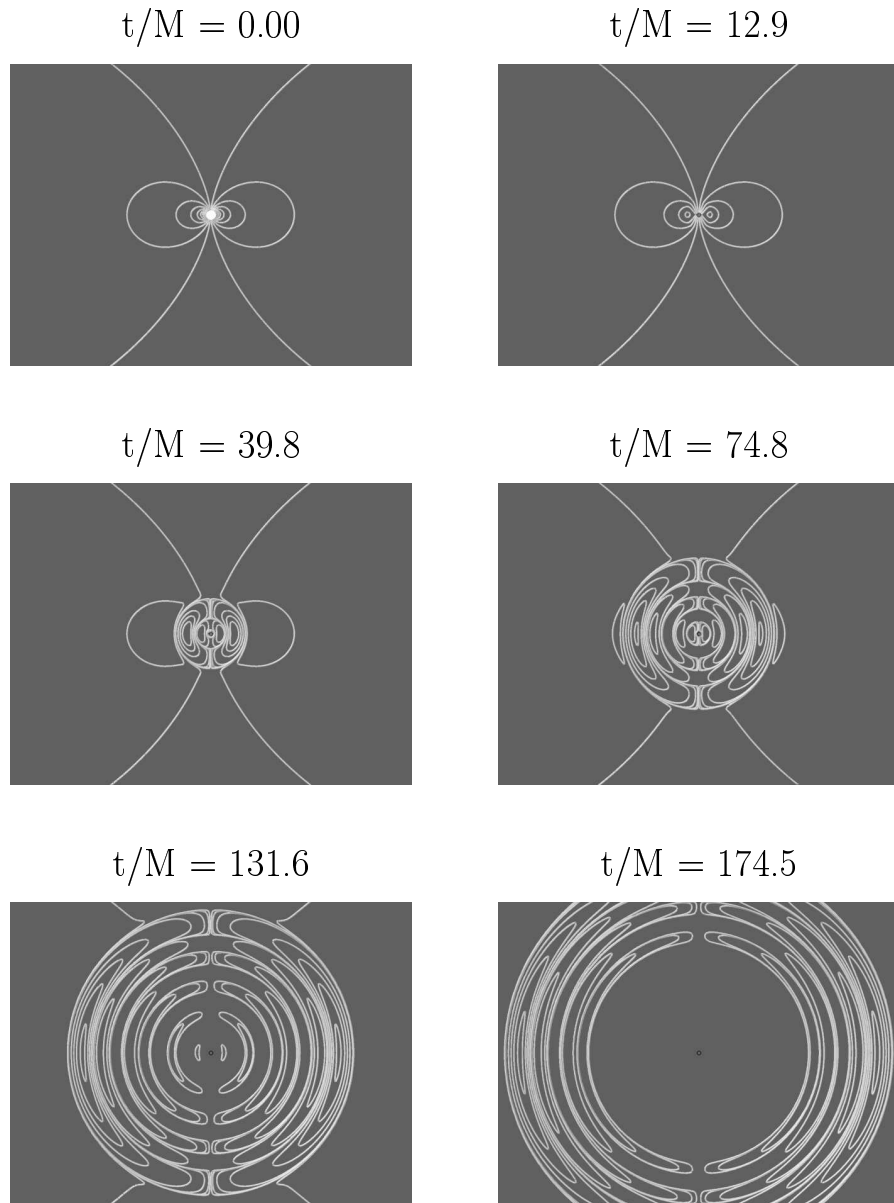 t/M = 0.00
t/M = 12.9
t/M = 39.8
t/M = 74.8
t/M = 131.6
t/M = 174.5